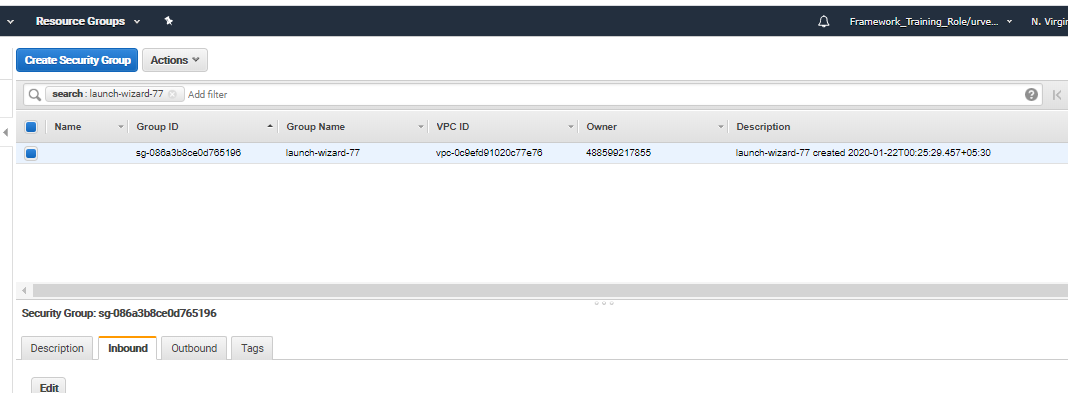 Resource Groups Framework_Training_Role/urve... N. Virgin
Create Security Group Actions
search : launch-wizard-77 Add filter
Name Group ID Group Name VPC ID Owner Description
sg-086a3b8ce0d765196 launch-wizard-77 vpc-0c9efd91020c77e76 488599217855 launch-wizard-77 created 2020-01-22T00:25:29.457+05:30
Security Group: sg-086a3b8ce0d765196
Description Inbound Outbound Tags
Edit